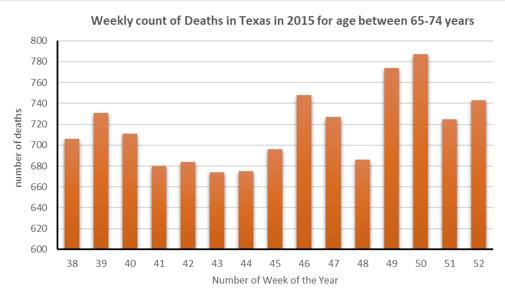 Weekly count of Deaths in Texas in 2015 for age between 65-74 years
800
780
760
740
720
700
680
660
640
620
600
number of deaths
38 39 40 41 42 43 44 45 46 47 48 49 50 51 52
Number of Week of the Year